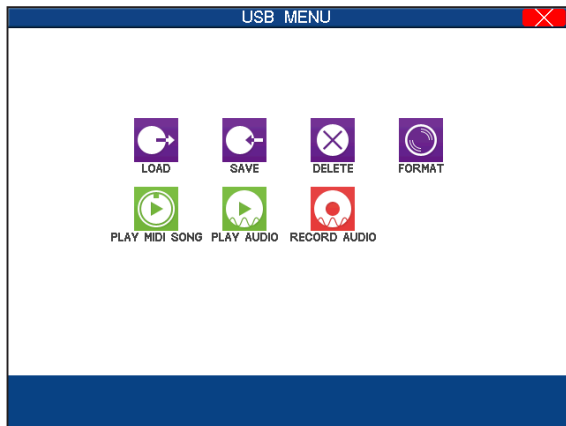 USB MENU
LOAD SAVE DELETE FORMAT
PLAY MIDI SONG PLAY AUDIO RECORD AUDIO